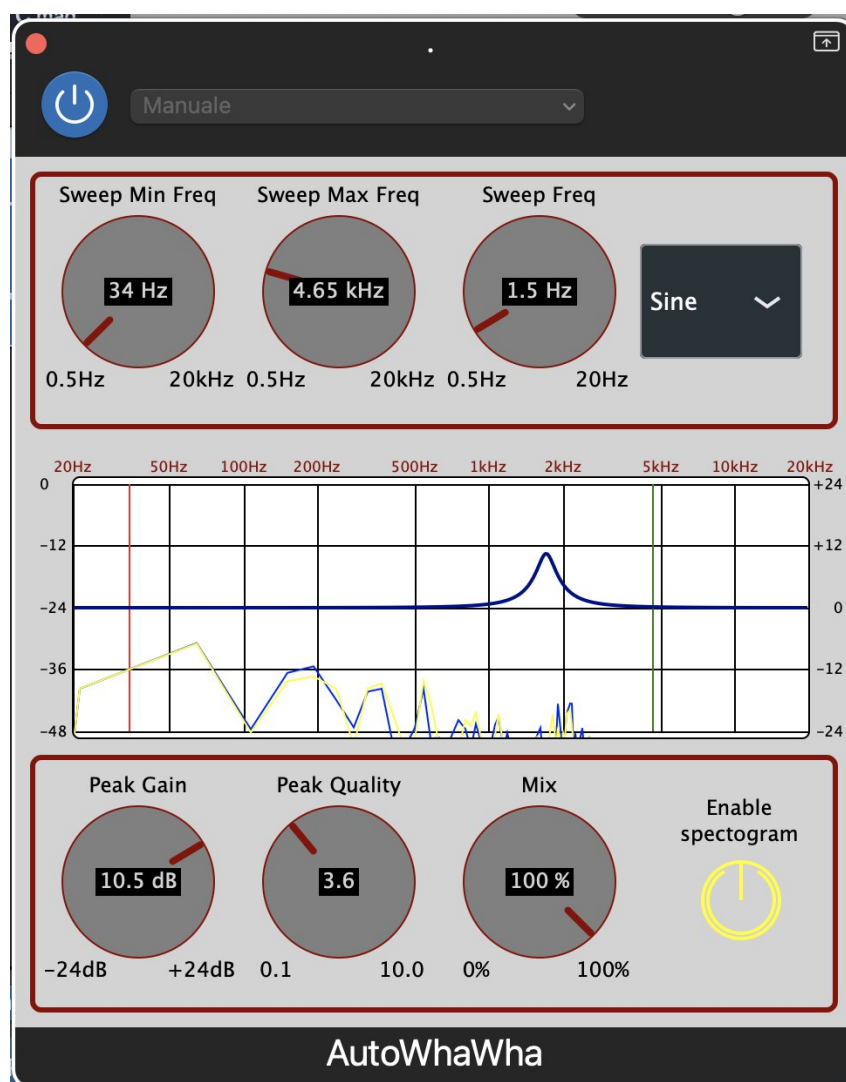 .
Manuale
Sweep Min Freq Sweep Max Freq Sweep Freq
34 Hz 4.65 kHz 1.5 Hz Sine
0.5Hz 20kHz 0.5Hz 20kHz 0.5Hz 20Hz
20Hz 50Hz 100Hz 200Hz 500Hz 1kHz 2kHz 5kHz 10kHz 20kHz
0 +24
−12 +12
−24 0
−36 −12
−48 −24
Peak Gain Peak Quality Mix
Enable
spectogram
10.5 dB 3.6 100 %
−24dB +24dB 0.1 10.0 0% 100%
AutoWhaWha